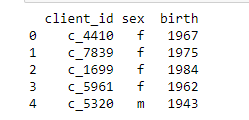 client_id sex birth
0 c_4410 f 1967
1 c_7839 f 1975
2 c_1699 f 1984
3 c_5961 f 1962
4 c_5320 m 1943